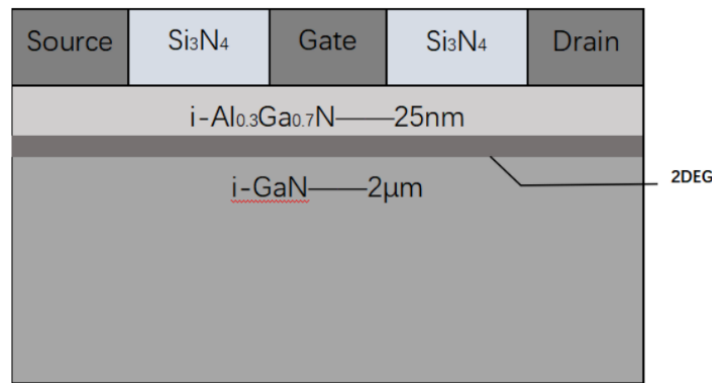 Source Si₃N₄ Gate Si₃N₄ Drain
i-Al₀.₃Ga₀.₇N——25nm
2DEG
i-GaN——2μm